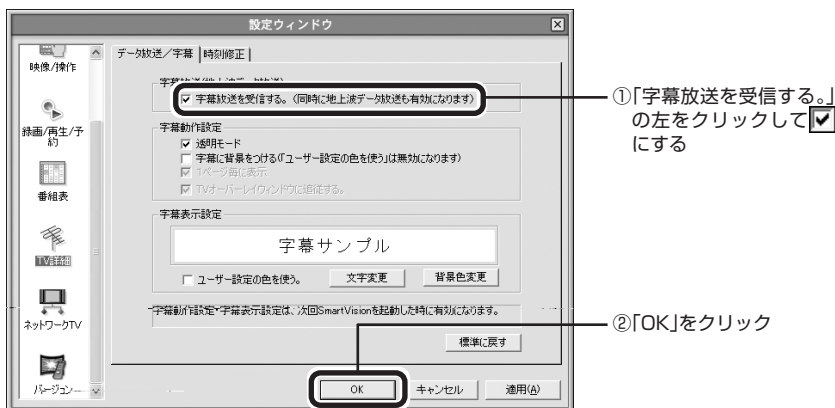 設定ウィンドウ
映像/操作
録画/再生/予
約
番組表
TV詳細
ネットワークTV
バージョン
データ放送／字幕
時刻修正
字幕放送を受信する。(同時に地上波データ放送も有効になります)
字幕動作設定
透明モード
字幕に背景をつける(「ユーザー設定の色を使う」は無効になります)
1ページ毎に表示
TVオーバーレイウィンドウに追従する。
字幕表示設定
字幕サンプル
ユーザー設定の色を使う。
文字変更
背景色変更
字幕動作設定・字幕表示設定は、次回SmartVisionを起動した時に有効になります。
標準に戻す
OK
キャンセル
適用(A)
①「字幕放送を受信する。」
の左をクリックして
にする
②「OK」をクリック